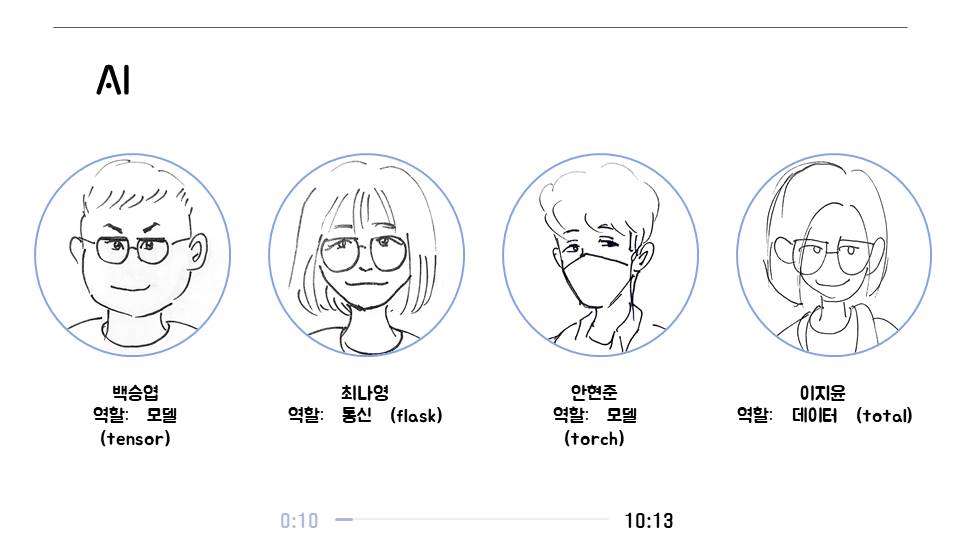 AI
백승엽
역할: 모델
(tensor)
최나영
역할: 통신 (flask)
안현준
역할: 모델
(torch)
이지윤
역할: 데이터 (total)
0:10
10:13